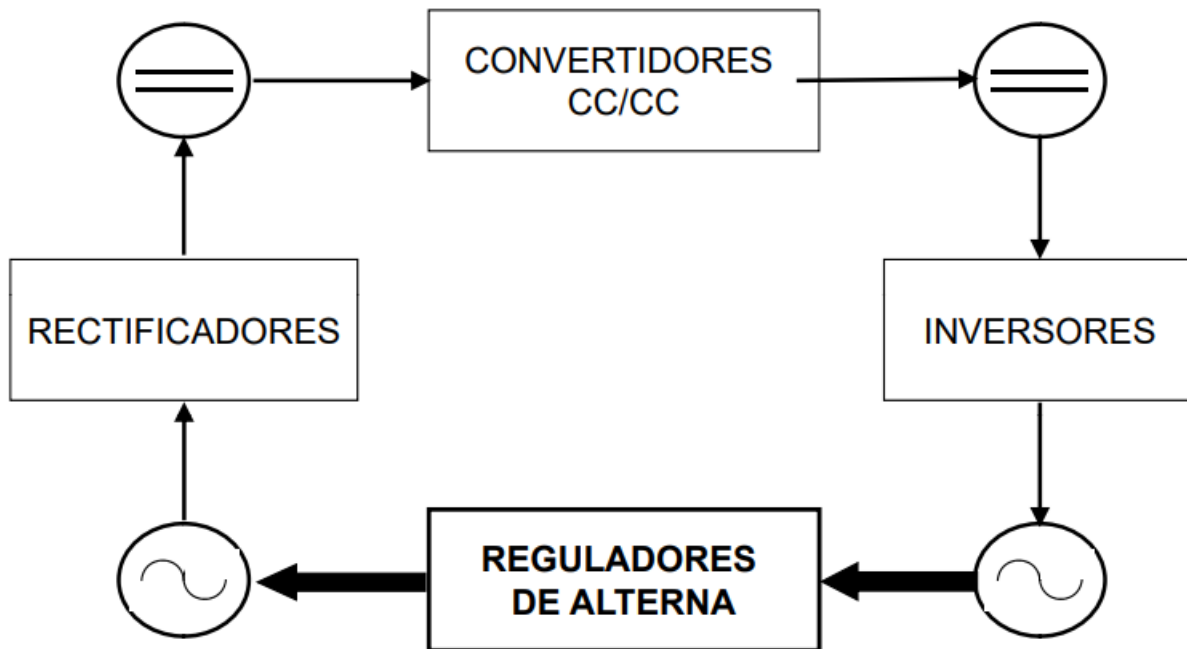 CONVERTIDORES
CC/CC
RECTIFICADORES
INVERSORES
REGULADORES
DE ALTERNA